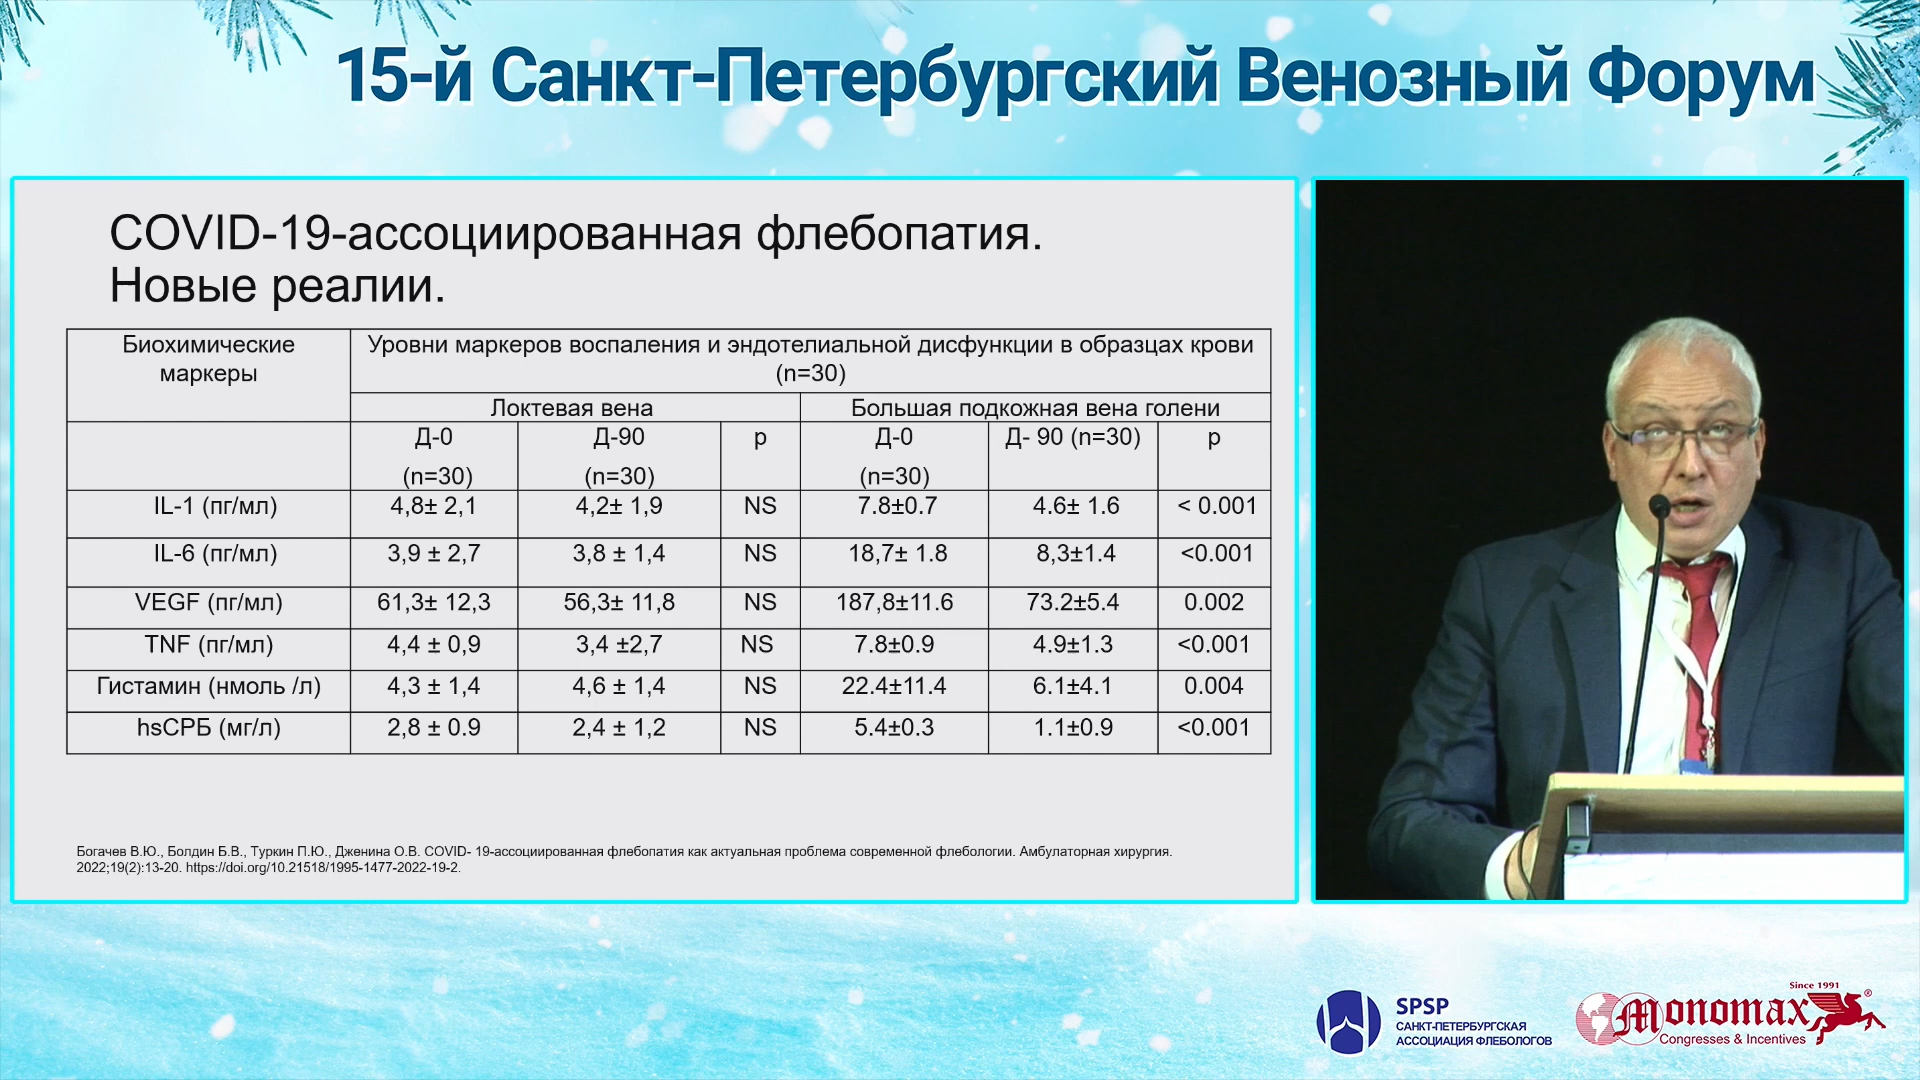 15-й Санкт-Петербургский Венозный Форум
COVID-19-ассоциированная флебопатия.
Новые реалии.
Биохимические маркеры
Уровни маркеров воспаления и эндотелиальной дисфункции в образцах крови (n=30)
Локтевая вена
Большая подкожная вена голени
Д-0 (n=30)
Д-90 (n=30)
p
Д-0 (n=30)
Д- 90 (n=30)
p
IL-1 (пг/мл) 4,8± 2,1 4,2± 1,9 NS 7.8±0.7 4.6± 1.6 < 0.001
IL-6 (пг/мл) 3,9 ± 2,7 3,8 ± 1,4 NS 18,7± 1.8 8,3±1.4 <0.001
VEGF (пг/мл) 61,3± 12,3 56,3± 11,8 NS 187,8±11.6 73.2±5.4 0.002
TNF (пг/мл) 4,4 ± 0,9 3,4 ±2,7 NS 7.8±0.9 4.9±1.3 <0.001
Гистамин (нмоль /л) 4,3 ± 1,4 4,6 ± 1,4 NS 22.4±11.4 6.1±4.1 0.004
hsСРБ (мг/л) 2,8 ± 0.9 2,4 ± 1,2 NS 5.4±0.3 1.1±0.9 <0.001
Богачев В.Ю., Болдин Б.В., Туркин П.Ю., Дженина О.В. COVID- 19-ассоциированная флебопатия как актуальная проблема современной флебологии. Амбулаторная хирургия.
2022;19(2):13-20. https://doi.org/10.21518/1995-1477-2022-19-2.
SPSP
САНКТ-ПЕТЕРБУРГСКАЯ
АССОЦИАЦИЯ ФЛЕБОЛОГОВ
Since 1991
Monomax®
Congresses & Incentives